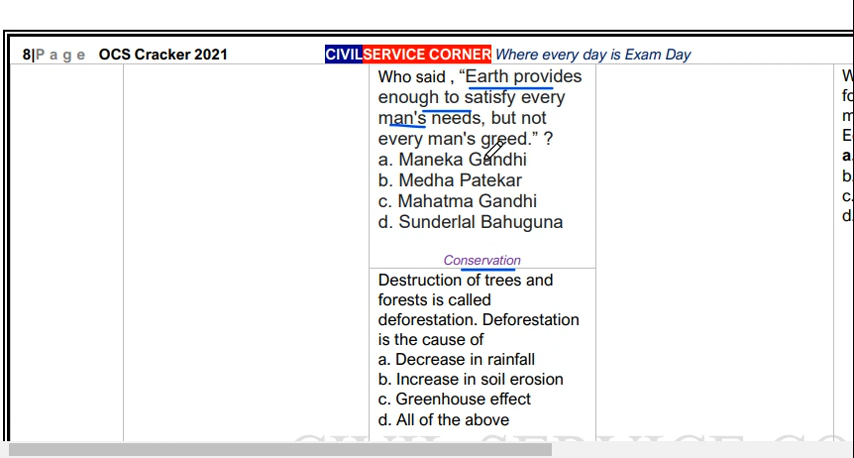 8|P a g e OCS Cracker 2021 CIVIL SERVICE CORNER Where every day is Exam Day
Who said , “Earth provides
enough to satisfy every
man's needs, but not
every man's greed.” ?
a. Maneka Gandhi
b. Medha Patekar
c. Mahatma Gandhi
d. Sunderlal Bahuguna
Conservation
Destruction of trees and
forests is called
deforestation. Deforestation
is the cause of
a. Decrease in rainfall
b. Increase in soil erosion
c. Greenhouse effect
d. All of the above
a.
b.
c.
d.